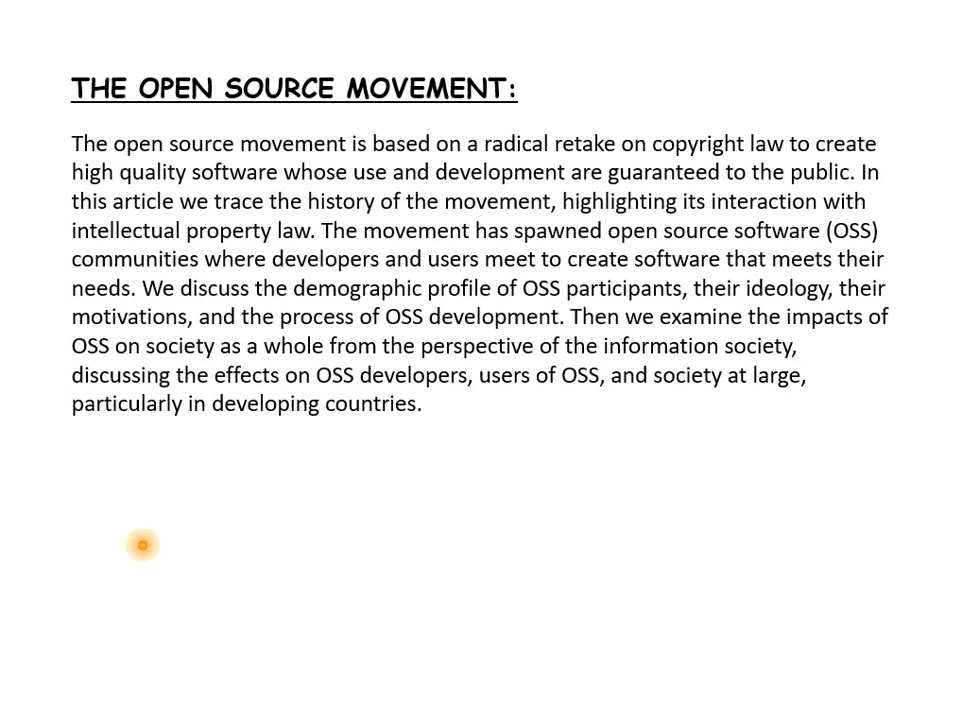 THE OPEN SOURCE MOVEMENT:
The open source movement is based on a radical retake on copyright law to create
high quality software whose use and development are guaranteed to the public. In
this article we trace the history of the movement, highlighting its interaction with
intellectual property law. The movement has spawned open source software (OSS)
communities where developers and users meet to create software that meets their
needs. We discuss the demographic profile of OSS participants, their ideology, their
motivations, and the process of OSS development. Then we examine the impacts of
OSS on society as a whole from the perspective of the information society,
discussing the effects on OSS developers, users of OSS, and society at large,
particularly in developing countries.